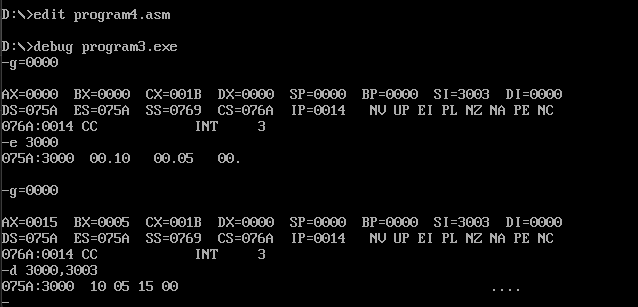 D:\>edit program4.asm
D:\>debug program3.exe
-g=0000
AX=0000 BX=0000 CX=001B DX=0000 SP=0000 BP=0000 SI=3003 DI=0000
DS=075A ES=075A SS=0769 CS=076A IP=0014 NV UP EI PL NZ NA PE NC
076A:0014 CC INT 3
-e 3000
075A:3000 00.10 00.05 00.
-g=0000
AX=0015 BX=0005 CX=001B DX=0000 SP=0000 BP=0000 SI=3003 DI=0000
DS=075A ES=075A SS=0769 CS=076A IP=0014 NV UP EI PL NZ NA PE NC
076A:0014 CC INT 3
-d 3000,3003
075A:3000 10 05 15 00 ....
-